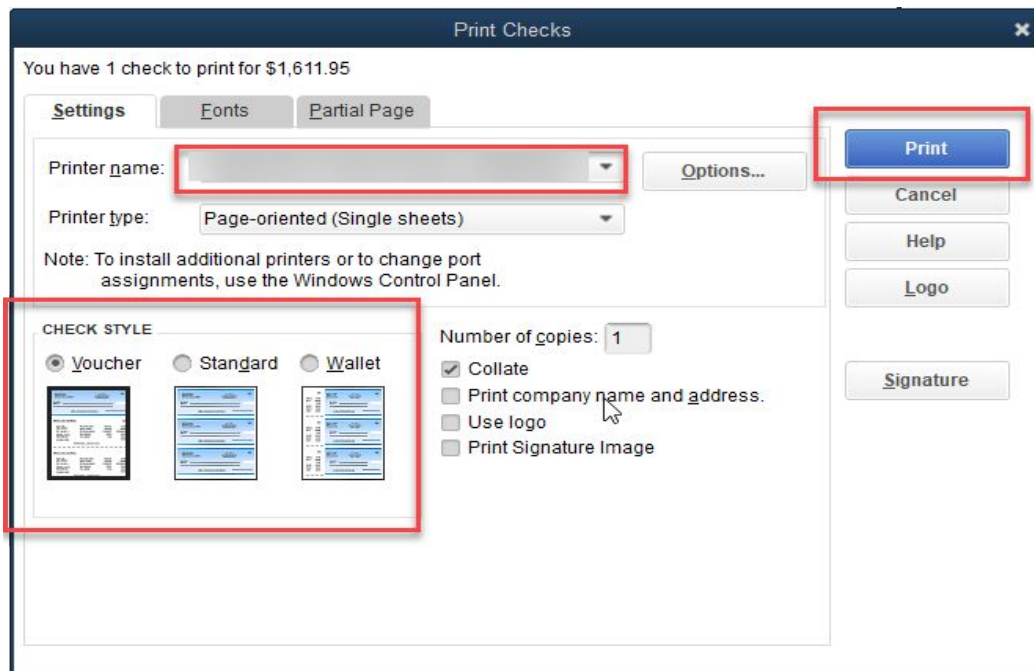 Print Checks
You have 1 check to print for $1,611.95
Settings Fonts Partial Page
Printer name: Options...
Printer type: Page-oriented (Single sheets)
Note: To install additional printers or to change port
assignments, use the Windows Control Panel.
CHECK STYLE
Voucher Standard Wallet
Number of copies: 1
Collate
Print company name and address.
Use logo
Print Signature Image
Print
Cancel
Help
Logo
Signature